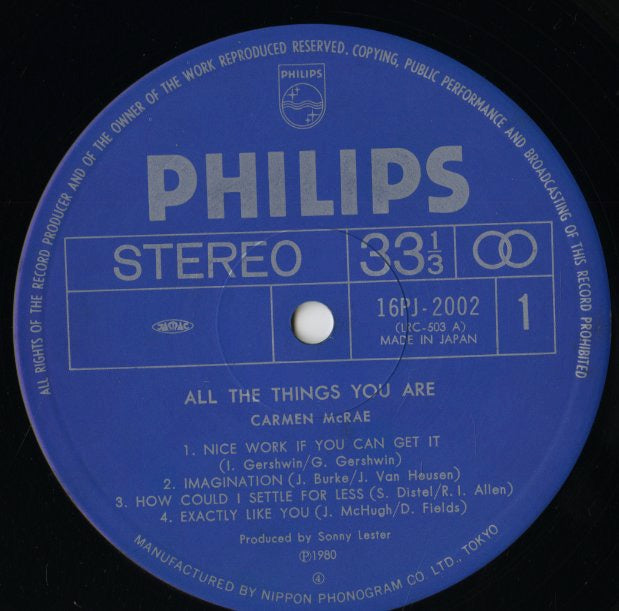 ALL RIGHTS OF THE RECORD PRODUCER AND OF THE OWNER OF THE WORK REPRODUCED RESERVED. COPYING, PUBLIC PERFORMANCE AND BROADCASTING OF THIS RECORD PROHIBITED
PHILIPS
PHILIPS
STEREO
33 1/3
16PJ-2002
(LRC-503 A)
MADE IN JAPAN
1
ALL THE THINGS YOU ARE
CARMEN McRAE
1. NICE WORK IF YOU CAN GET IT
(I. Gershwin/G. Gershwin)
2. IMAGINATION (J. Burke/J. Van Heusen)
3. HOW COULD I SETTLE FOR LESS (S. Distel/R.I. Allen)
4. EXACTLY LIKE YOU (J. McHugh/D. Fields)
Produced by Sonny Lester
Ⓟ1980
④
MANUFACTURED BY NIPPON PHONOGRAM CO. LTD., TOKYO